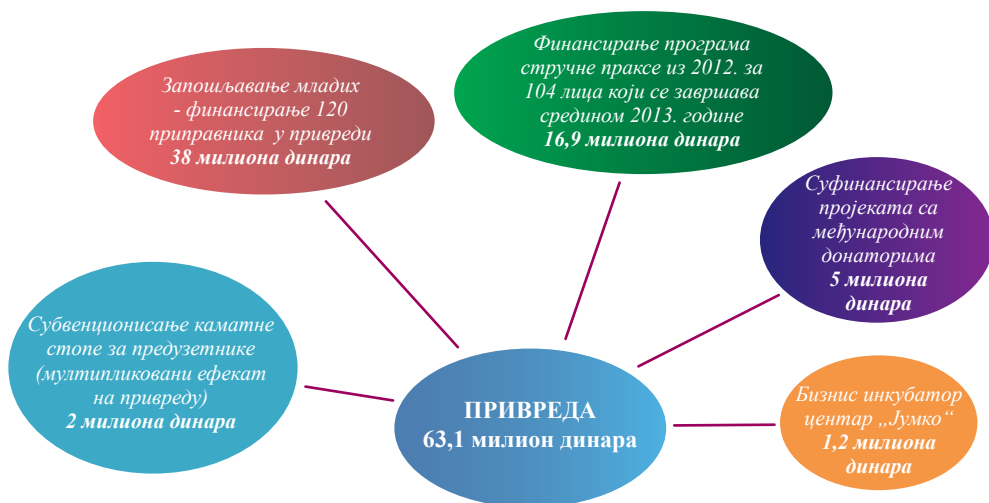 Запошљавање младих
- финансирање 120
приправника у привреди
38 милиона динара
Финансирање програма
стручне праксе из 2012. за
104 лица који се завршава
средином 2013. године
16,9 милиона динара
Суфинансирање
пројеката са
међународним
донаторима
5 милиона
динара
Субвенционисање каматне
стопе за предузетнике
(мултипликовани ефекат
на привреду)
2 милиона динара
ПРИВРЕДА
63,1 милион динара
Бизнис инкубатор
центар „Јумко“
1,2 милиона
динара